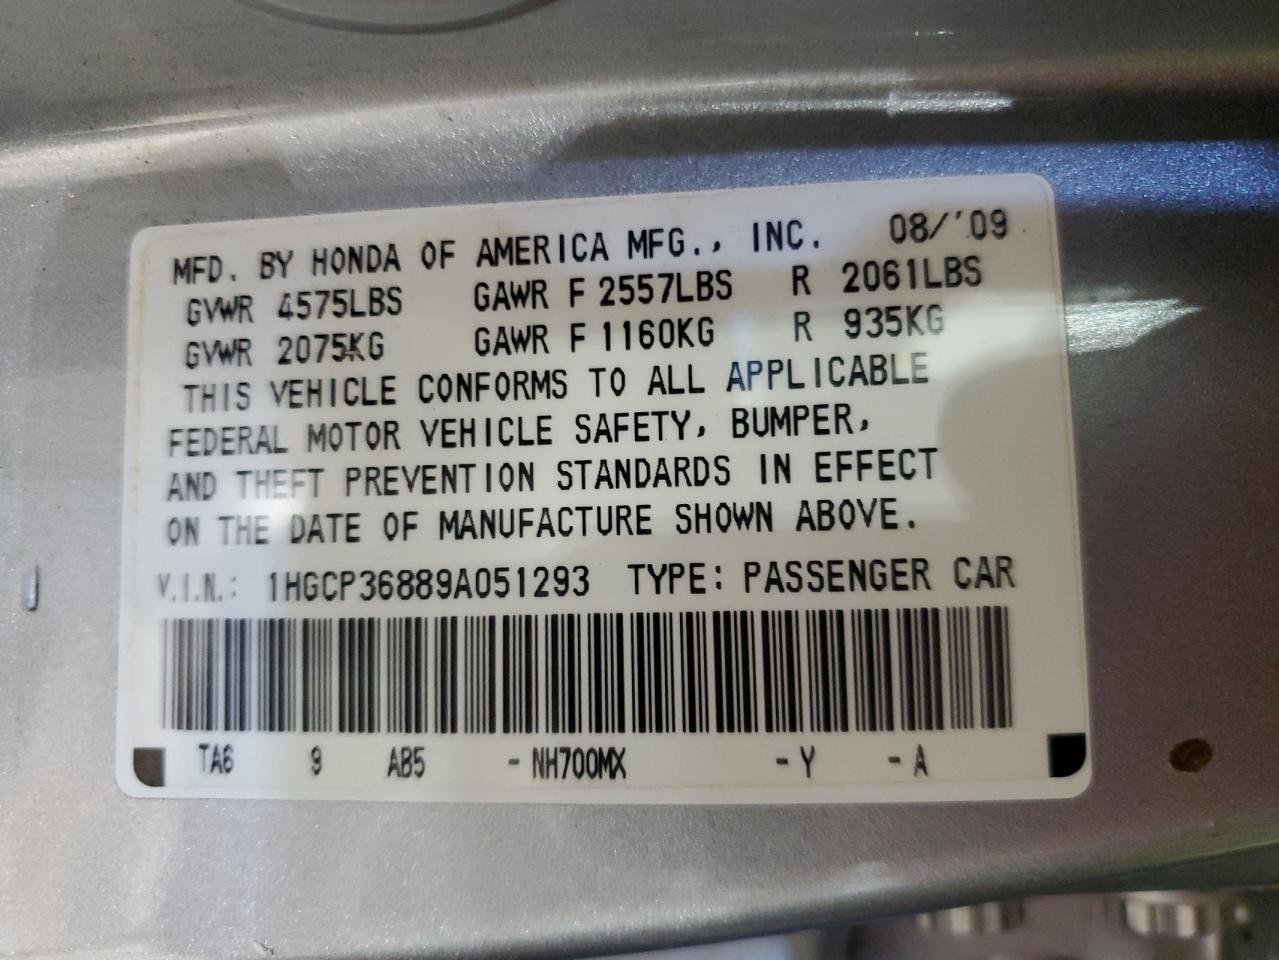 MFD. BY HONDA OF AMERICA MFG., INC. 08/'09
GVWR 4575LBS GAWR F 2557LBS R 2061LBS
GVWR 2075KG GAWR F 1160KG R 935KG
THIS VEHICLE CONFORMS TO ALL APPLICABLE
FEDERAL MOTOR VEHICLE SAFETY, BUMPER,
AND THEFT PREVENTION STANDARDS IN EFFECT
ON THE DATE OF MANUFACTURE SHOWN ABOVE.
V.I.N.: 1HGCP36889A051293 TYPE: PASSENGER CAR
TA6 9 AB5 -NH700MX -Y -A